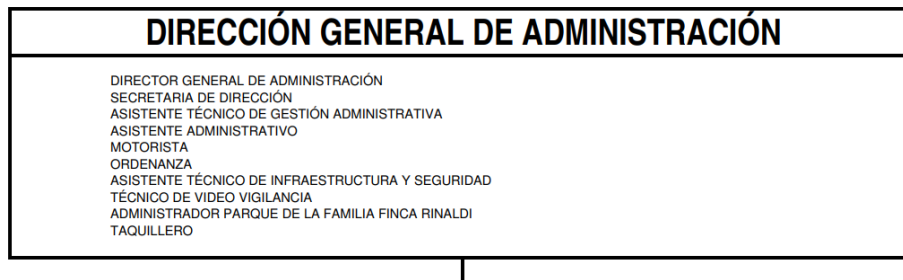 DIRECCIÓN GENERAL DE ADMINISTRACIÓN
DIRECTOR GENERAL DE ADMINISTRACIÓN
SECRETARIA DE DIRECCIÓN
ASISTENTE TÉCNICO DE GESTIÓN ADMINISTRATIVA
ASISTENTE ADMINISTRATIVO
MOTORISTA
ORDENANZA
ASISTENTE TÉCNICO DE INFRAESTRUCTURA Y SEGURIDAD
TÉCNICO DE VIDEO VIGILANCIA
ADMINISTRADOR PARQUE DE LA FAMILIA FINCA RINALDI
TAQUILLERO